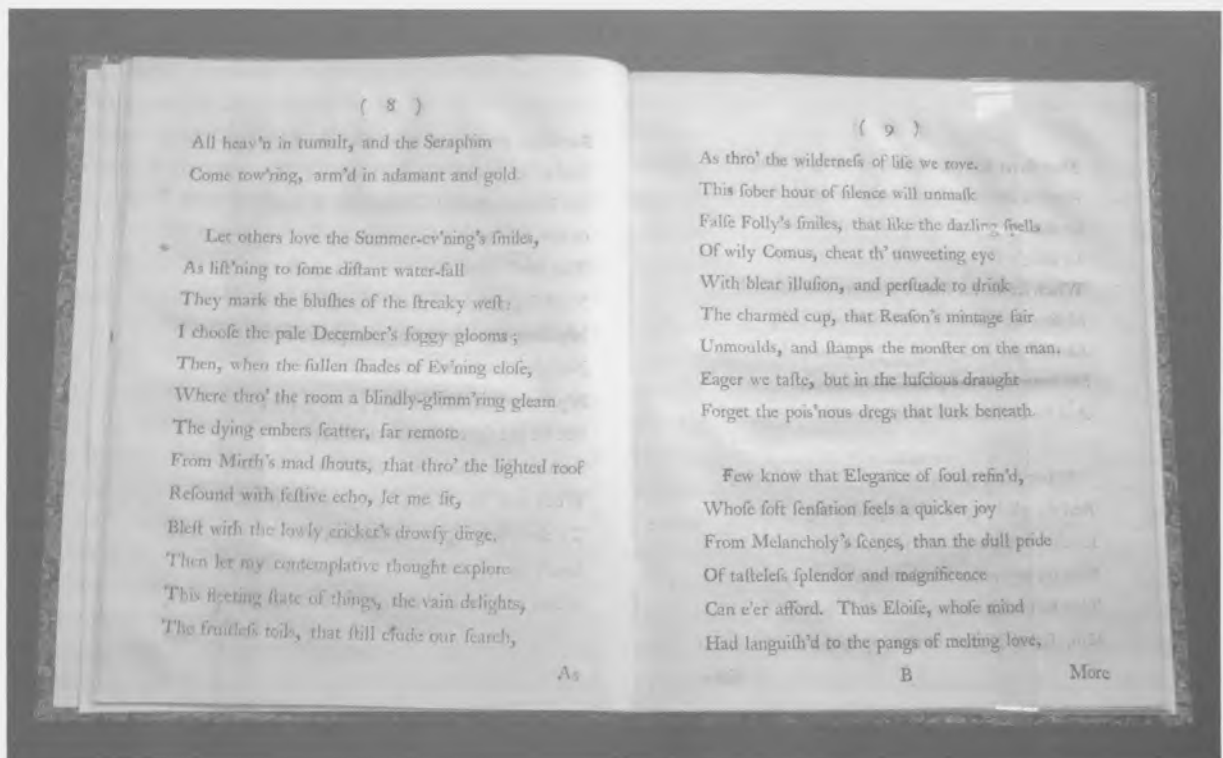 ( 8 )
All heav'n in tumult, and the Seraphim
Come tow'ring, arm'd in adamant and gold.
Let others love the Summer-ev'ning's ſmiles,
As liſt'ning to ſome diſtant water-fall
They mark the bluſhes of the ſtreaky weſt:
I chooſe the pale December's foggy glooms;
Then, when the ſullen ſhades of Ev'ning cloſe,
Where thro' the room a blindly-glimm'ring gleam
The dying embers ſcatter, far remote
From Mirth's mad ſhouts, that thro' the lighted roof
Reſound with feſtive echo, let me ſit,
Bleſt with the lowly cricket's drowſy dirge.
Then let my contemplative thought explore
This fleeting ſtate of things, the vain delights,
The fruitleſs toils, that ſtill elude our ſearch,
As
( 9 )
As thro' the wilderneſs of life we rove.
This ſober hour of ſilence will unmaſk
Falſe Folly's ſmiles, that like the dazling ſpells
Of wily Comus, cheat th' unweeting eye
With blear illuſion, and perſuade to drink
The charmed cup, that Reaſon's mintage fair
Unmoulds, and ſtamps the monſter on the man.
Eager we taſte, but in the luſcious draught
Forget the pois'nous dregs that lurk beneath.
Few know that Elegance of ſoul refin'd,
Whoſe ſoft ſenſation feels a quicker joy
From Melancholy's ſcenes, than the dull pride
Of taſteleſs ſplendor and magnificence
Can e'er afford. Thus Eloiſe, whoſe mind
Had languiſh'd to the pangs of melting love,
B More